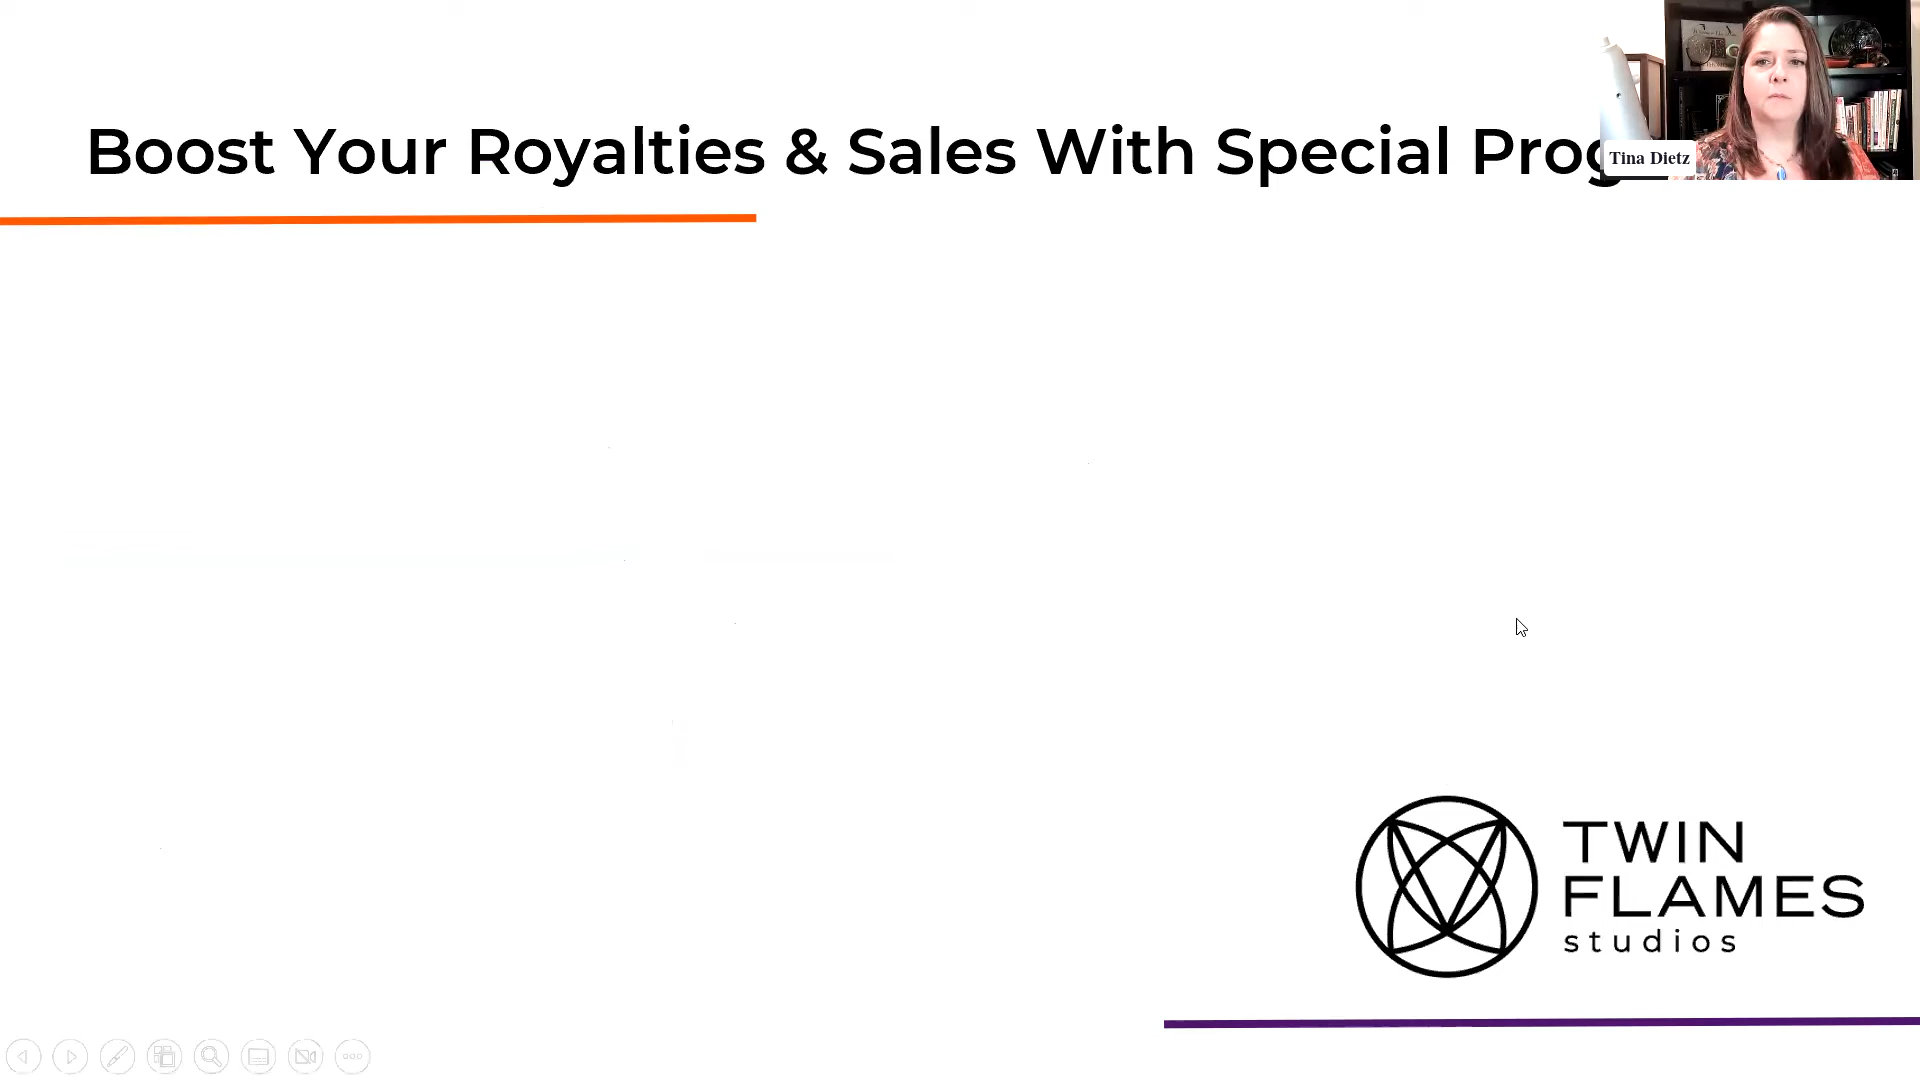 Boost Your Royalties & Sales With Special Prog
Tina Dietz
TWIN
FLAMES
studios